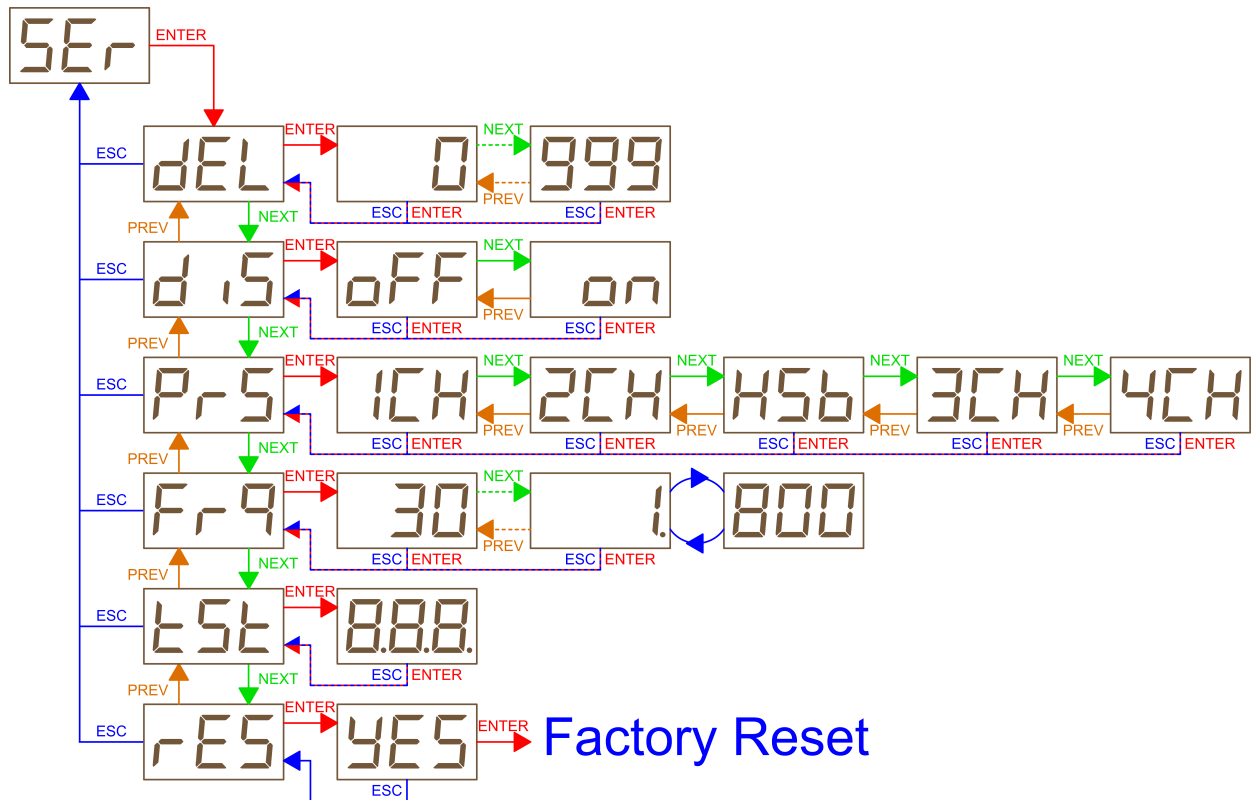 SEr ENTER
ESC dEL ENTER 0 NEXT 999
PREV
ESC ENTER ESC ENTER
PREV NEXT
ESC diS ENTER oFF NEXT on
PREV
ESC ENTER ESC ENTER
PREV NEXT
ESC PrS ENTER 1CH NEXT 2CH NEXT HSb NEXT 3CH NEXT 4CH
PREV PREV PREV PREV
ESC ENTER ESC ENTER ESC ENTER ESC ENTER ESC ENTER
PREV NEXT
ESC Frq ENTER 30 NEXT 1. 800
PREV
ESC ENTER ESC ENTER
PREV NEXT
ESC tSt ENTER 8.8.8.
ESC ENTER
PREV NEXT
ESC rES ENTER yES ENTER Factory Reset
ESC